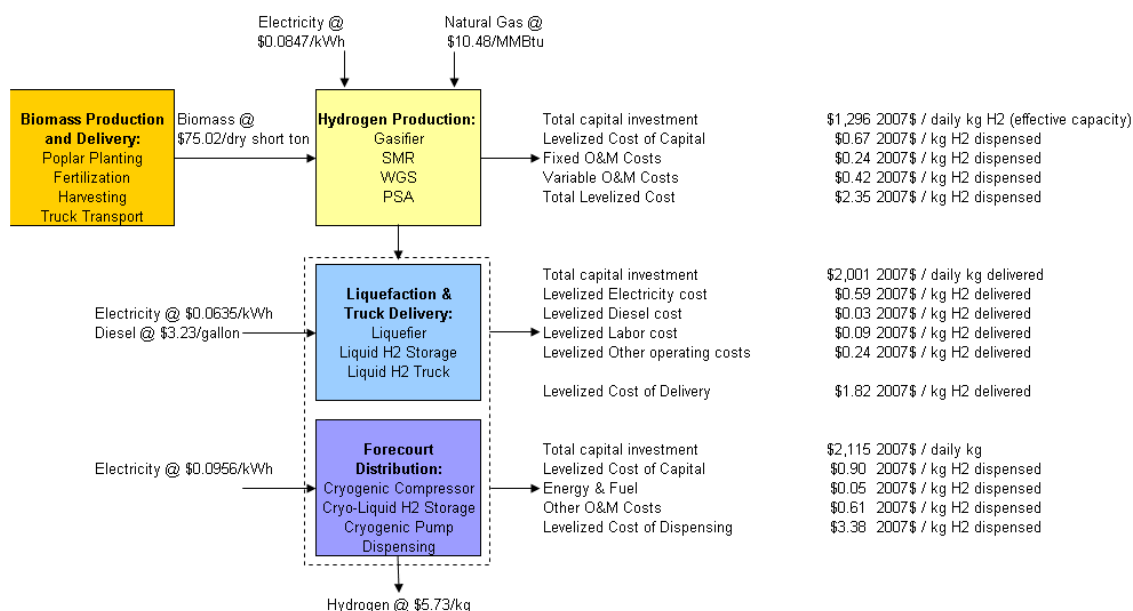 Electricity @
$0.0847/kWh
Natural Gas @
$10.48/MMBtu
Biomass Production
and Delivery:
Poplar Planting
Fertilization
Harvesting
Truck Transport
Biomass @
$75.02/dry short ton
Hydrogen Production:
Gasifier
SMR
WGS
PSA
Total capital investment $1,296 2007$ / daily kg H2 (effective capacity)
Levelized Cost of Capital $0.67 2007$ / kg H2 dispensed
Fixed O&M Costs $0.24 2007$ / kg H2 dispensed
Variable O&M Costs $0.42 2007$ / kg H2 dispensed
Total Levelized Cost $2.35 2007$ / kg H2 dispensed
Electricity @ $0.0635/kWh
Diesel @ $3.23/gallon
Liquefaction &
Truck Delivery:
Liquefier
Liquid H2 Storage
Liquid H2 Truck
Total capital investment $2,001 2007$ / daily kg delivered
Levelized Electricity cost $0.59 2007$ / kg H2 delivered
Levelized Diesel cost $0.03 2007$ / kg H2 delivered
Levelized Labor cost $0.09 2007$ / kg H2 delivered
Levelized Other operating costs $0.24 2007$ / kg H2 delivered
Levelized Cost of Delivery $1.82 2007$ / kg H2 delivered
Electricity @ $0.0956/kWh
Forecourt
Distribution:
Cryogenic Compressor
Cryo-Liquid H2 Storage
Cryogenic Pump
Dispensing
Total capital investment $2,115 2007$ / daily kg
Levelized Cost of Capital $0.90 2007$ / kg H2 dispensed
Energy & Fuel $0.05 2007$ / kg H2 dispensed
Other O&M Costs $0.61 2007$ / kg H2 dispensed
Levelized Cost of Dispensing $3.38 2007$ / kg H2 dispensed
Hydrogen @ $5.73/kg